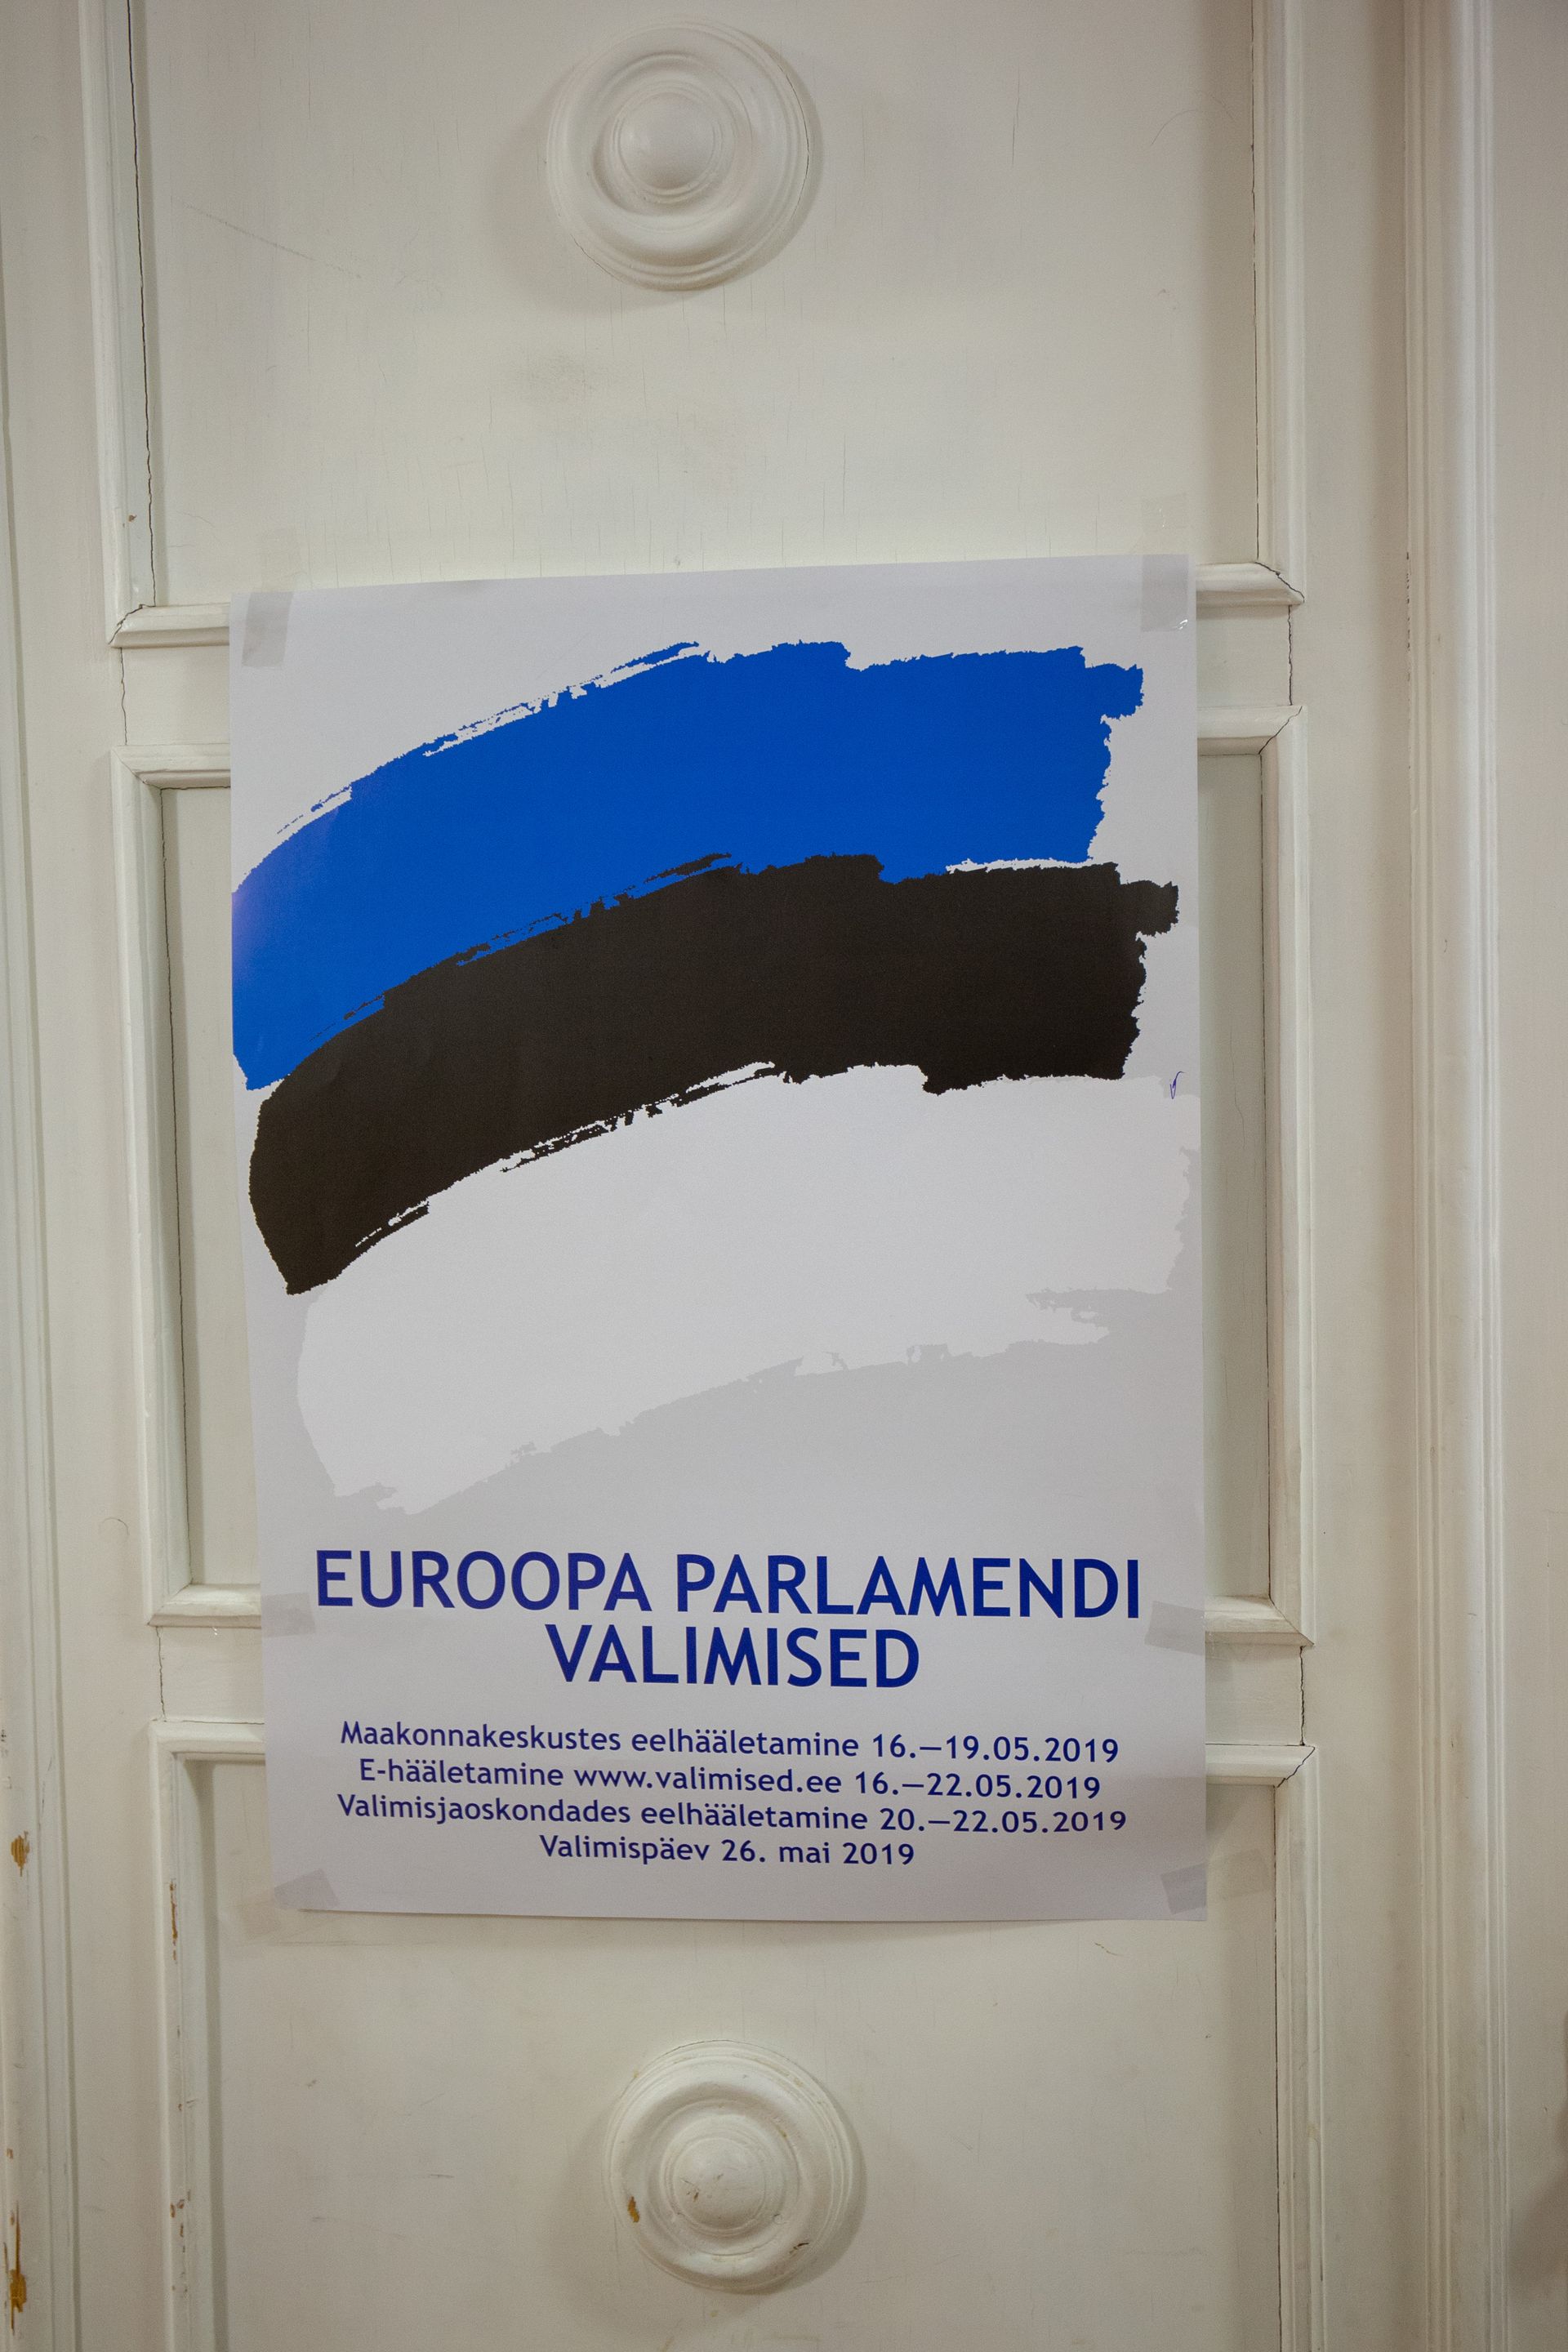 EUROOPA PARLAMENDI
VALIMISED
Maakonnakeskustes eelhääletamine 16.—19.05.2019
E-hääletamine www.valimised.ee 16.—22.05.2019
Valimisjaoskondades eelhääletamine 20.—22.05.2019
Valimispäev 26. mai 2019